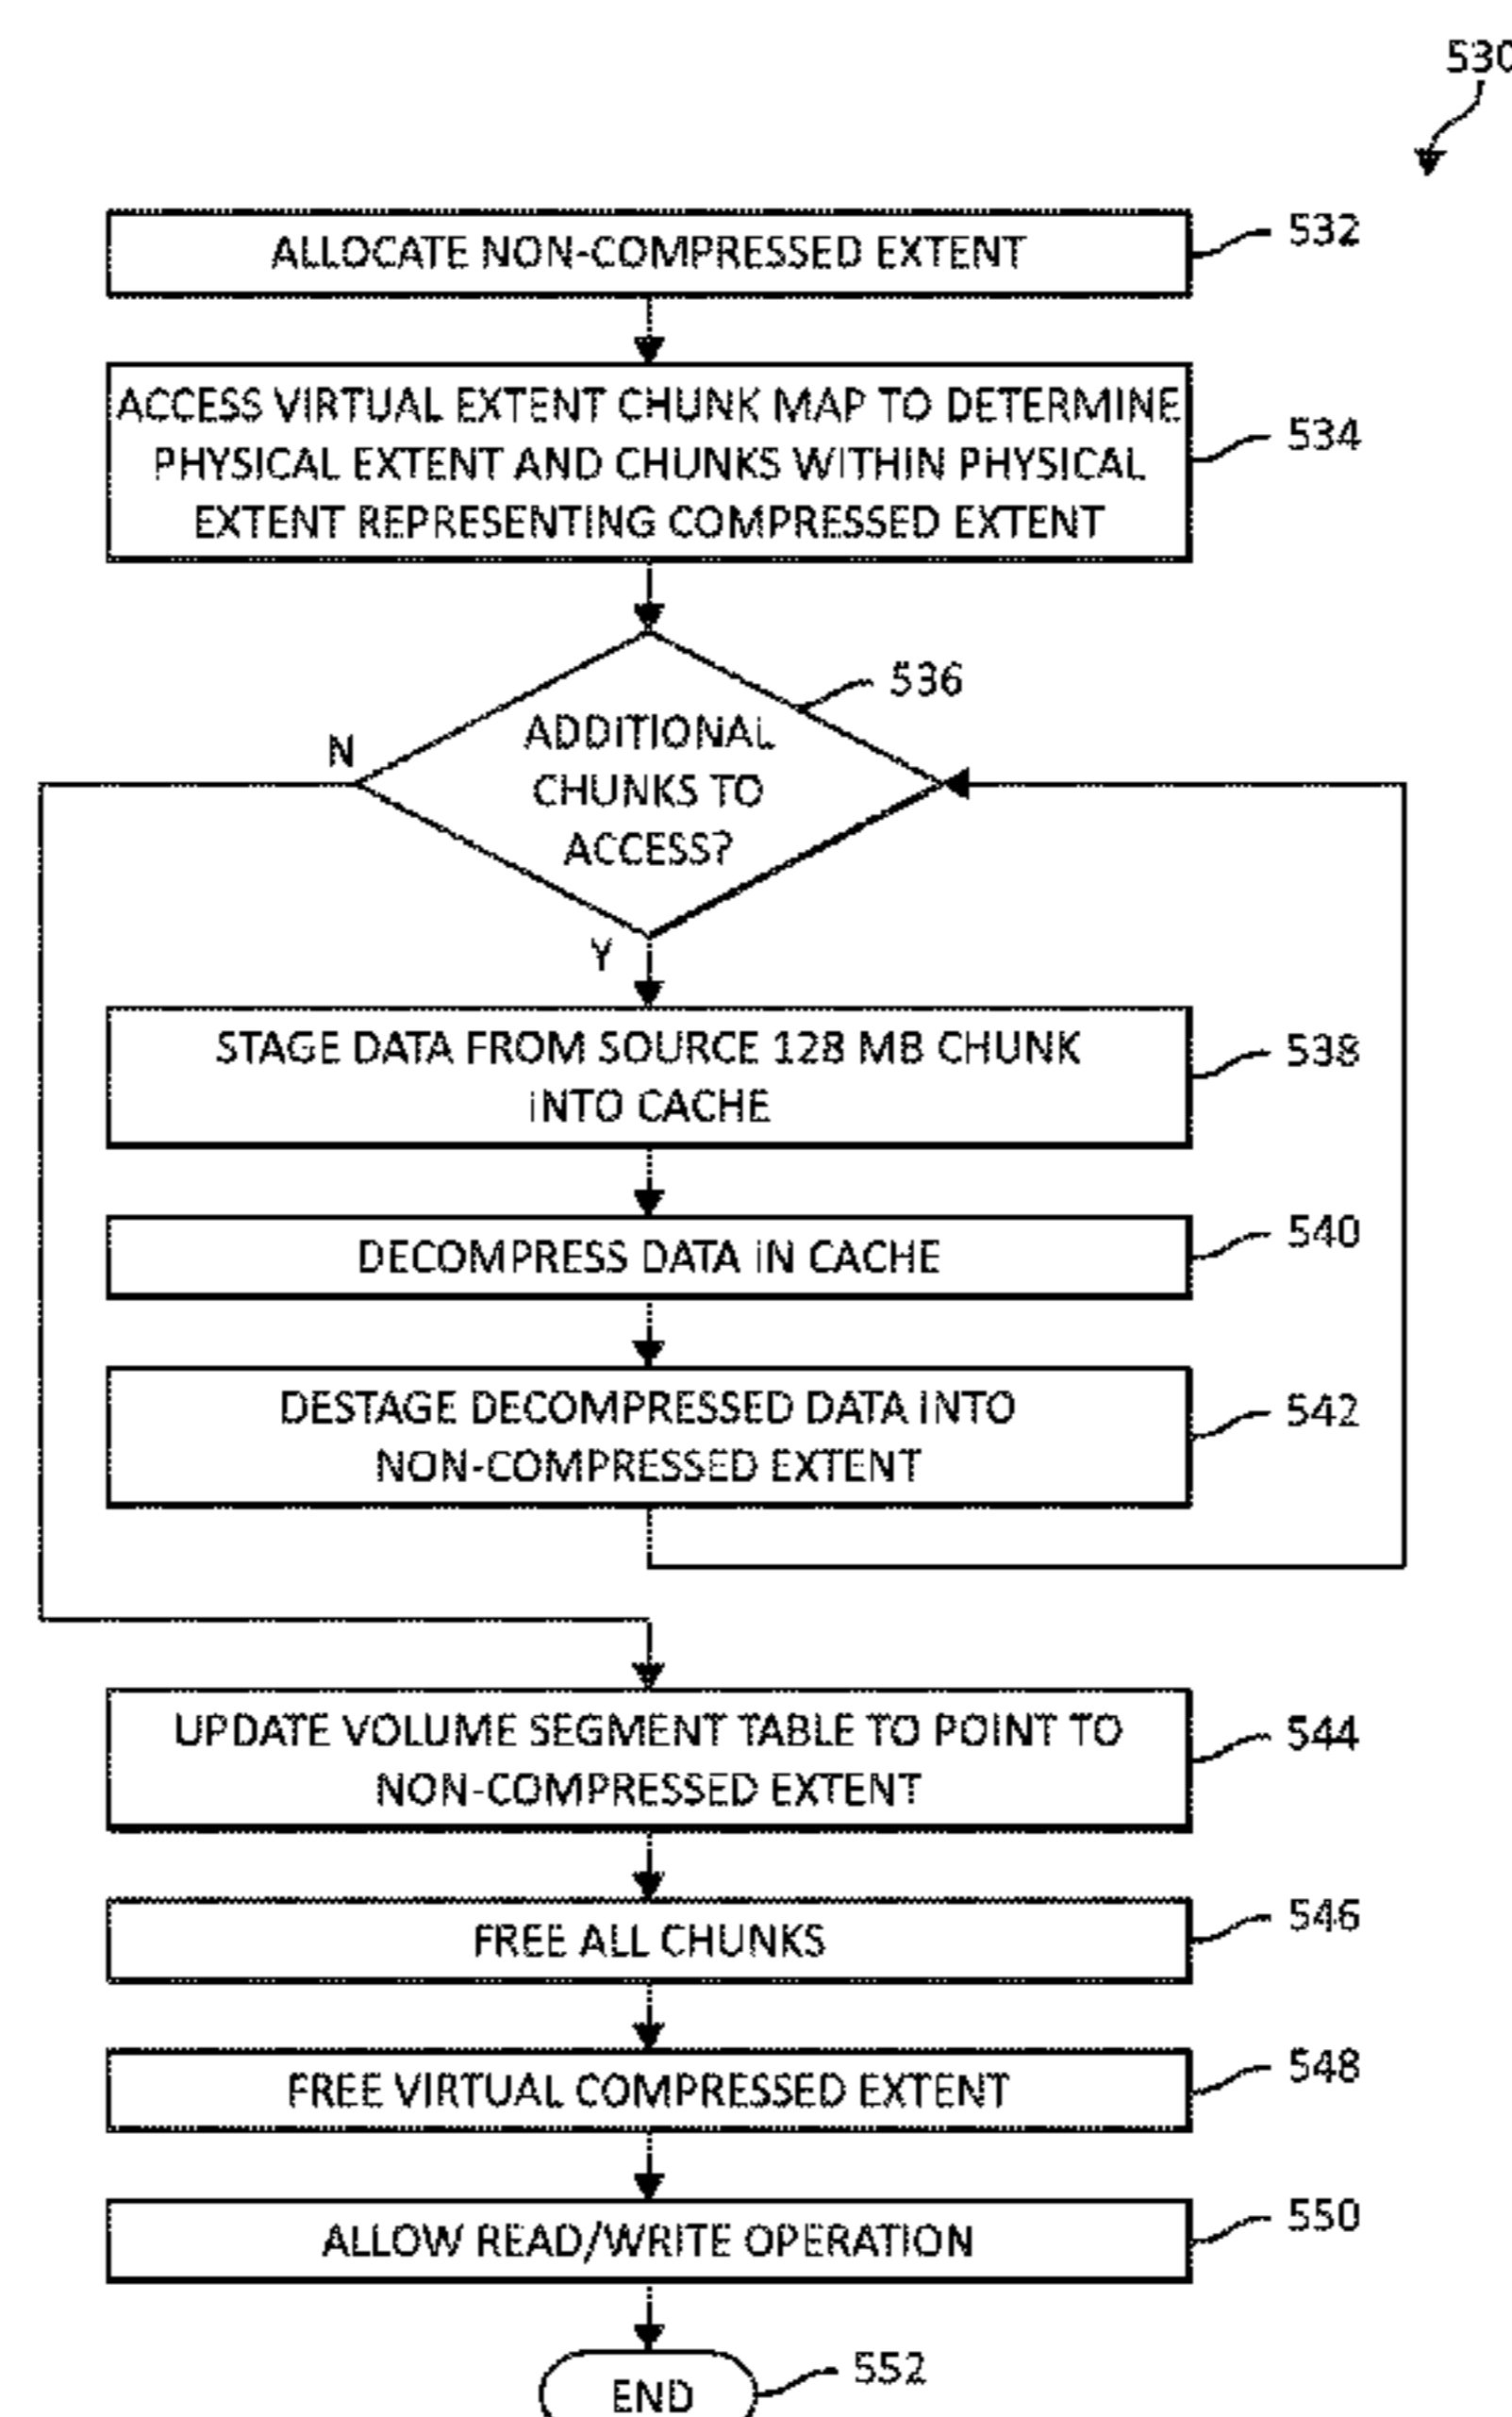 530
ALLOCATE NON-COMPRESSED EXTENT
532
ACCESS VIRTUAL EXTENT CHUNK MAP TO DETERMINE
PHYSICAL EXTENT AND CHUNKS WITHIN PHYSICAL
EXTENT REPRESENTING COMPRESSED EXTENT
534
536
ADDITIONAL
CHUNKS TO
ACCESS?
N
Y
STAGE DATA FROM SOURCE 128 MB CHUNK
INTO CACHE
538
DECOMPRESS DATA IN CACHE
540
DESTAGE DECOMPRESSED DATA INTO
NON-COMPRESSED EXTENT
542
UPDATE VOLUME SEGMENT TABLE TO POINT TO
NON-COMPRESSED EXTENT
544
FREE ALL CHUNKS
546
FREE VIRTUAL COMPRESSED EXTENT
548
ALLOW READ/WRITE OPERATION
550
END
552